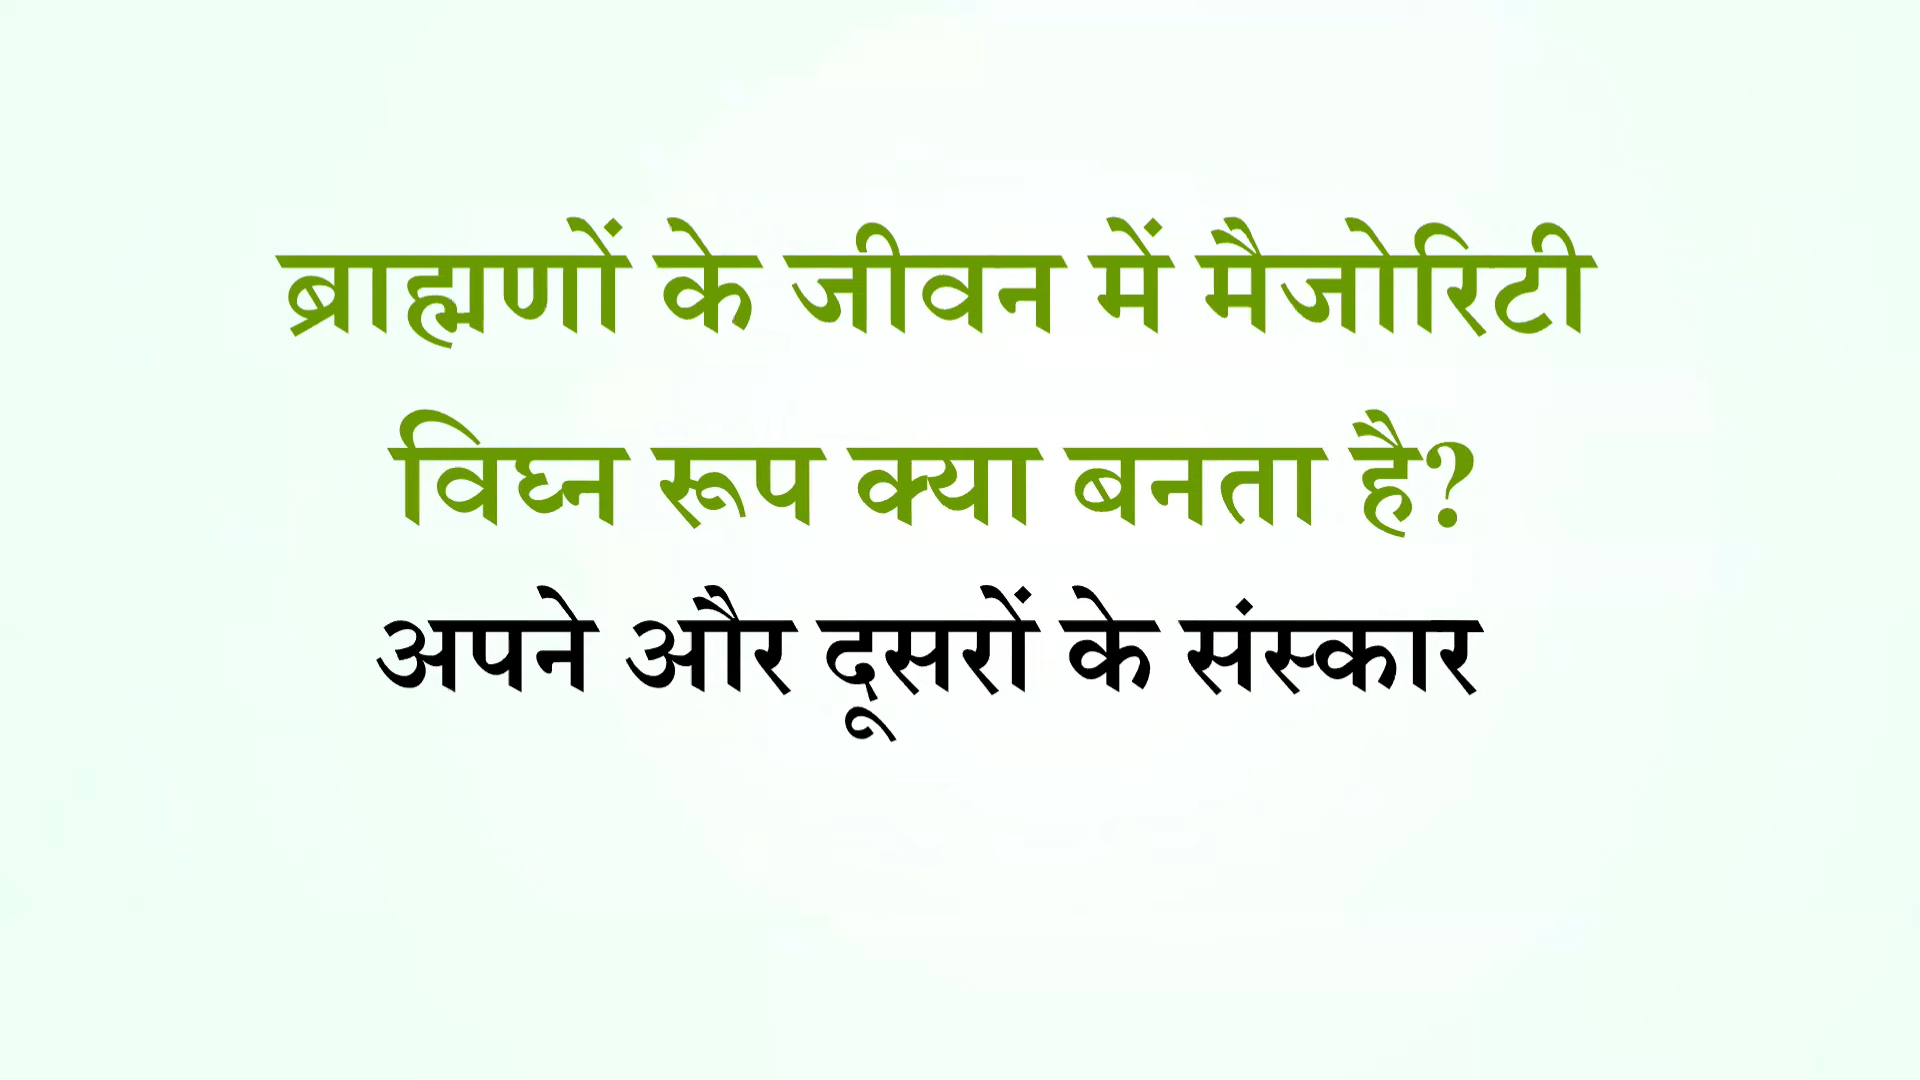 ब्राह्मणों के जीवन में मैजोरिटी
विघ्न रूप क्या बनता है?
अपने और दूसरों के संस्कार